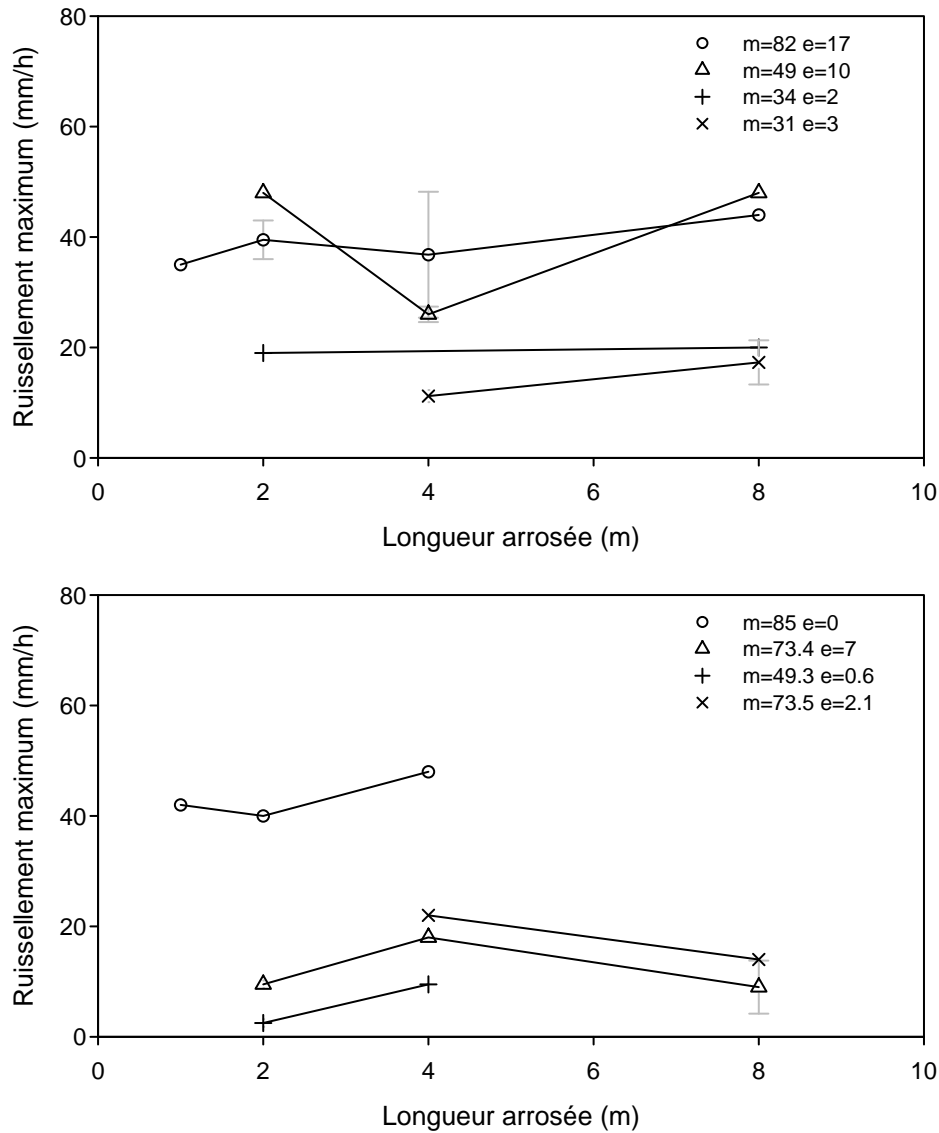 80
60
40
20
0
Ruissellement maximum (mm/h)
m=82 e=17
m=49 e=10
m=34 e=2
m=31 e=3
0 2 4 6 8 10
Longueur arrosée (m)
80
60
40
20
0
Ruissellement maximum (mm/h)
m=85 e=0
m=73.4 e=7
m=49.3 e=0.6
m=73.5 e=2.1
0 2 4 6 8 10
Longueur arrosée (m)